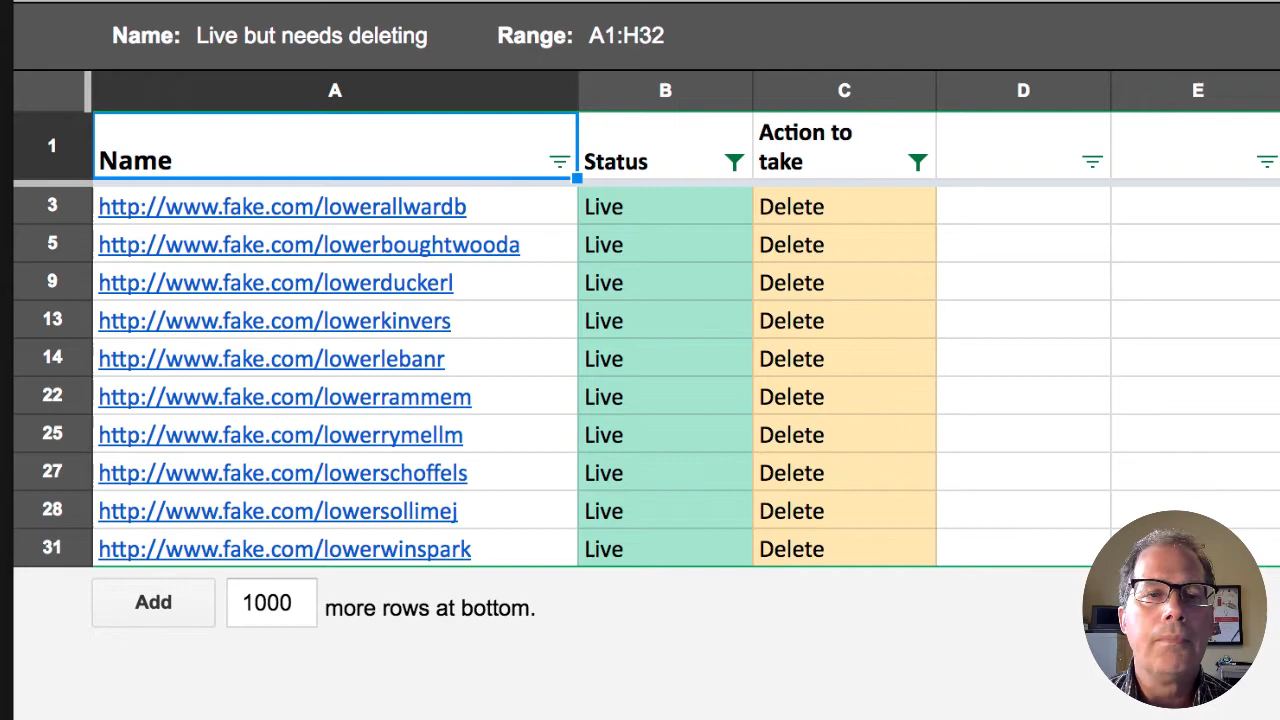 Name: Live but needs deleting Range: A1:H32
A B C D E
1 Name Status Action to take
3 http://www.fake.com/lowerallwardb Live Delete
5 http://www.fake.com/lowerboughtwooda Live Delete
9 http://www.fake.com/lowerduckerl Live Delete
13 http://www.fake.com/lowerkinvers Live Delete
14 http://www.fake.com/lowerlebanr Live Delete
22 http://www.fake.com/lowerrammem Live Delete
25 http://www.fake.com/lowerrymellm Live Delete
27 http://www.fake.com/lowerschoffels Live Delete
28 http://www.fake.com/lowersollimej Live Delete
31 http://www.fake.com/lowerwinspark Live Delete
Add 1000 more rows at bottom.